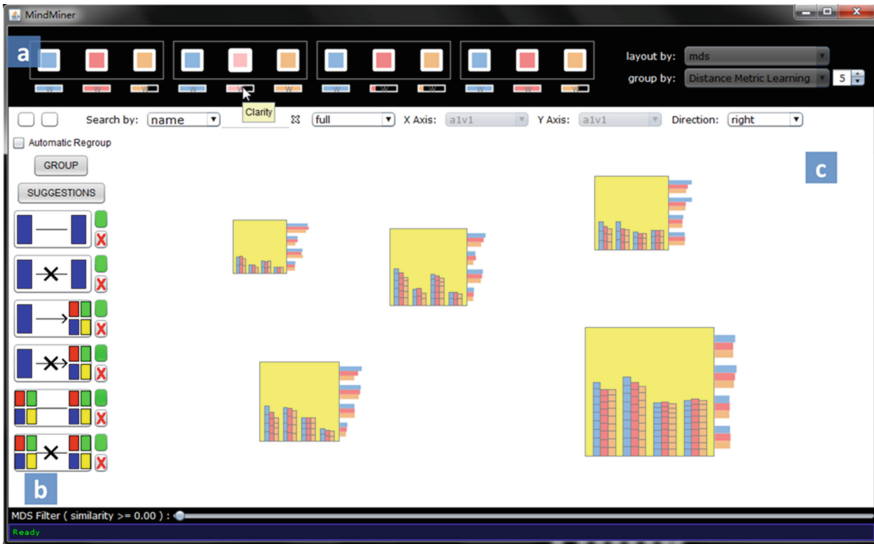 MindMiner
a
layout by: mds
group by: Distance Metric Learning 5
Clarity
Search by: name full X Axis: a1v1 Y Axis: a1v1 Direction: right
Automatic Regroup
GROUP
SUGGESTIONS
c
b
MDS Filter ( similarity >= 0.00 ) :
Ready